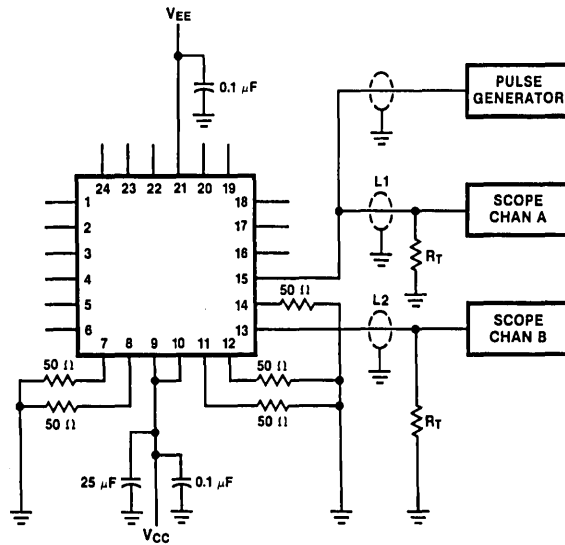 VEE
0.1 µF
PULSE
GENERATOR
24 23 22 21 20 19
1
2
3
4
5
6
18
17
16
15
14
13
7 8 9 10 11 12
L1
SCOPE
CHAN A
RT
50 Ω
L2
SCOPE
CHAN B
RT
50 Ω
50 Ω
50 Ω
50 Ω
25 µF
0.1 µF
VCC